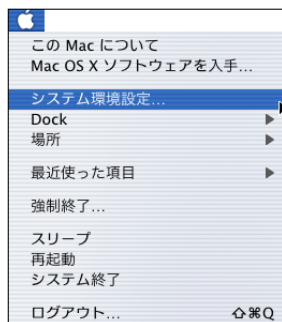 この Mac について
Mac OS X ソフトウェアを入手...
システム環境設定...
Dock
場所
最近使った項目
強制終了...
スリープ
再起動
システム終了
ログアウト... ⇧⌘Q